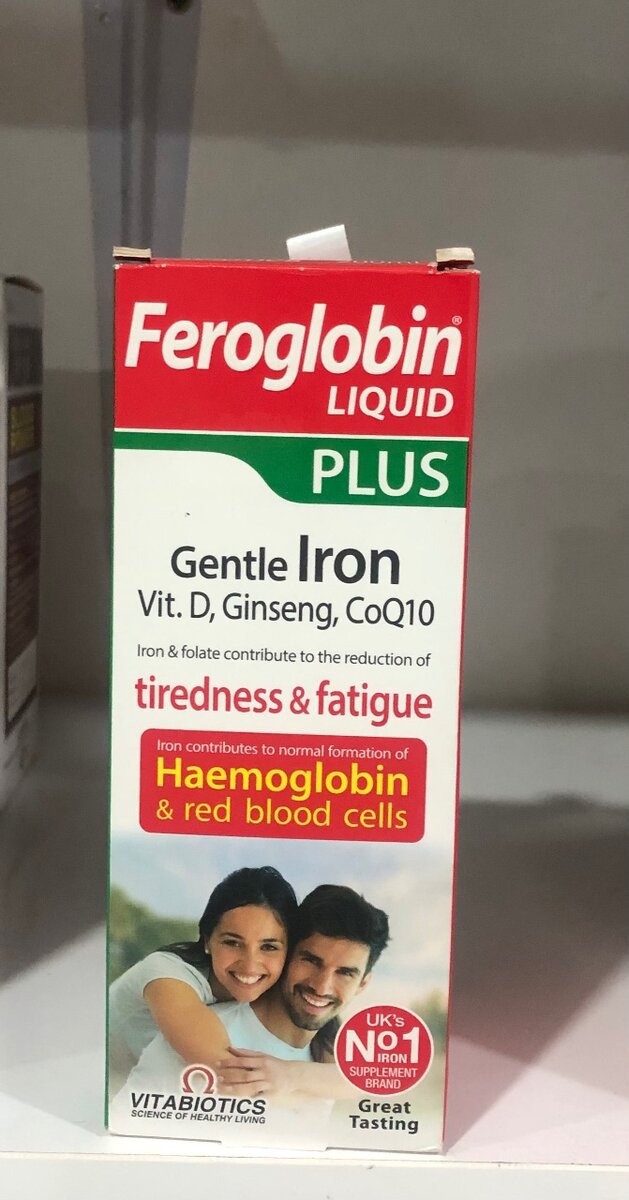 Feroglobin®
LIQUID
PLUS
Gentle Iron
Vit. D, Ginseng, CoQ10
Iron & folate contribute to the reduction of
tiredness & fatigue
Iron contributes to normal formation of
Haemoglobin
& red blood cells
UK's
No1
IRON
SUPPLEMENT
BRAND
Great
Tasting
VITABIOTICS
SCIENCE OF HEALTHY LIVING